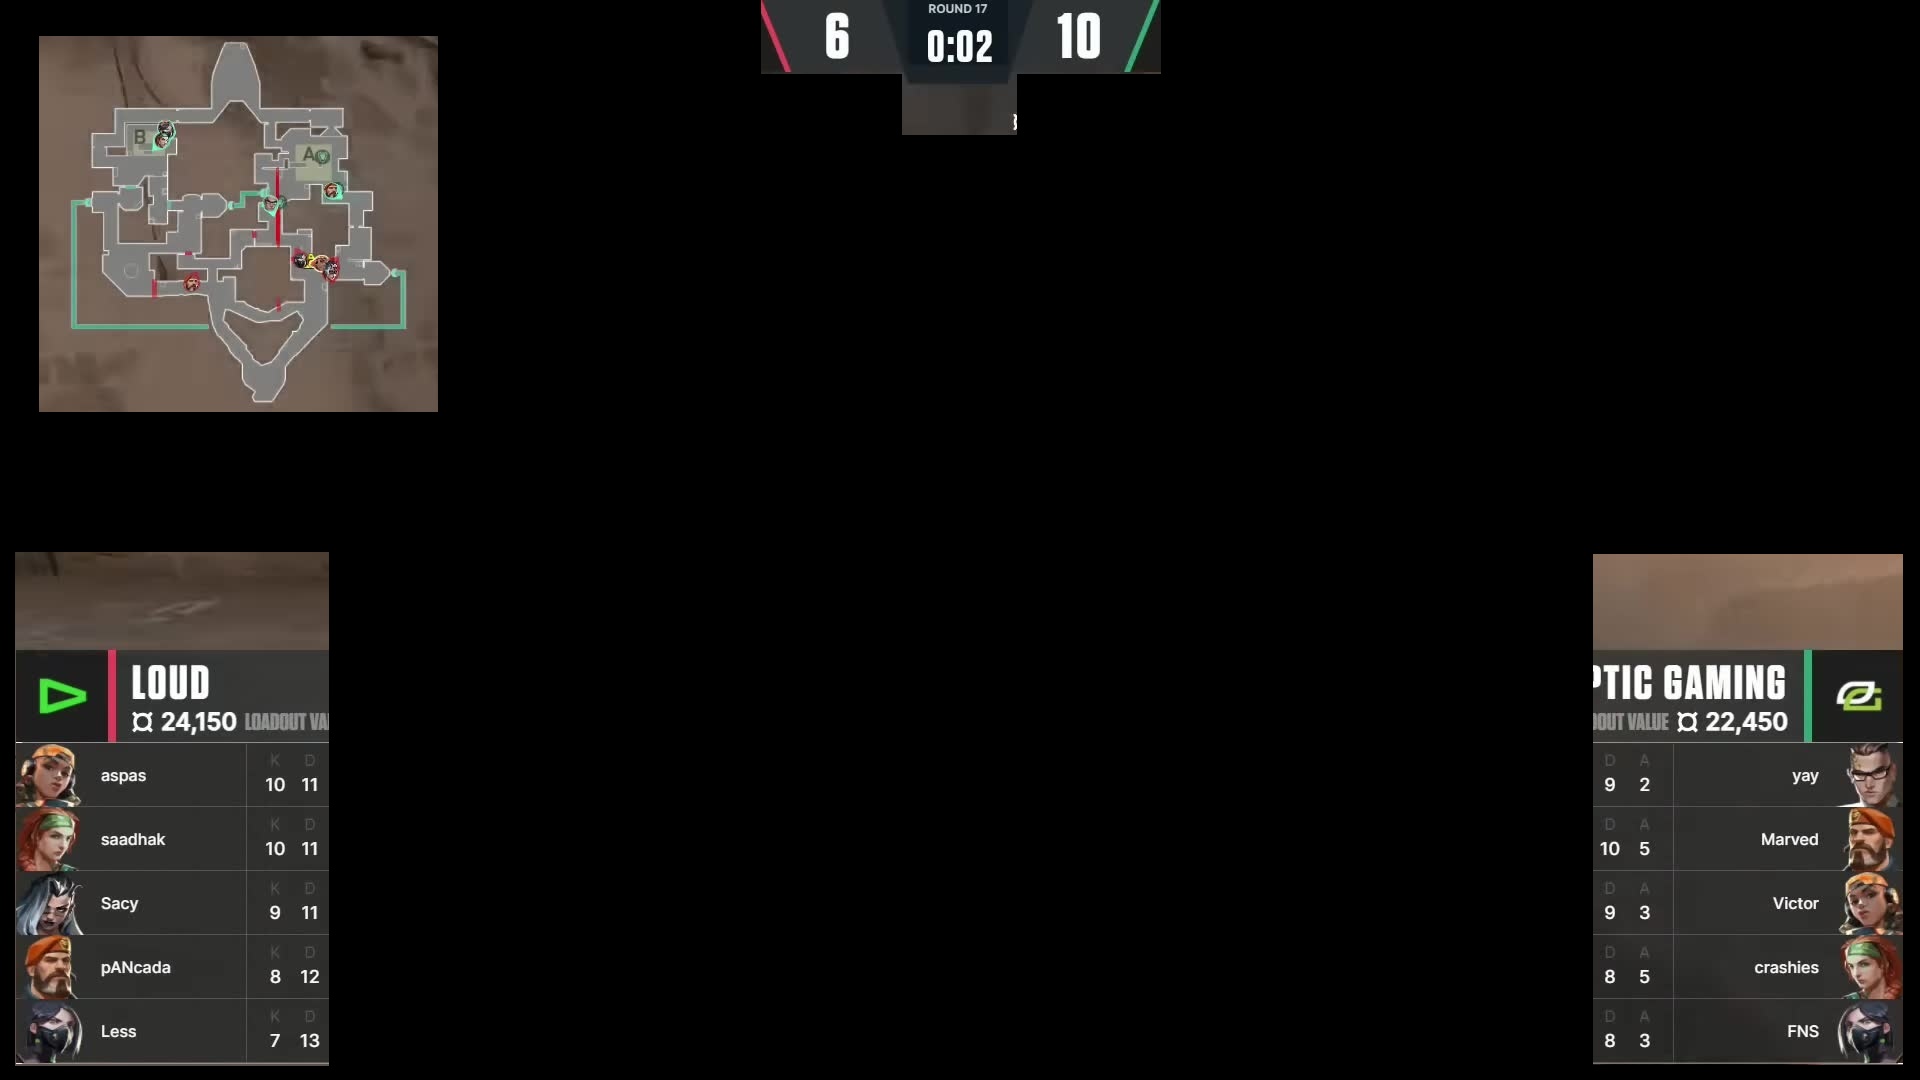 ROUND 17
6 0:02 10
B
A
LOUD
24,150 LOADOUT VA
K D
aspas 10 11
K D
saadhak 10 11
K D
Sacy 9 11
K D
pANcada 8 12
K D
Less 7 13
PTIC GAMING
OUT VALUE 22,450
D A
9 2 yay
D A
10 5 Marved
D A
9 3 Victor
D A
8 5 crashies
D A
8 3 FNS